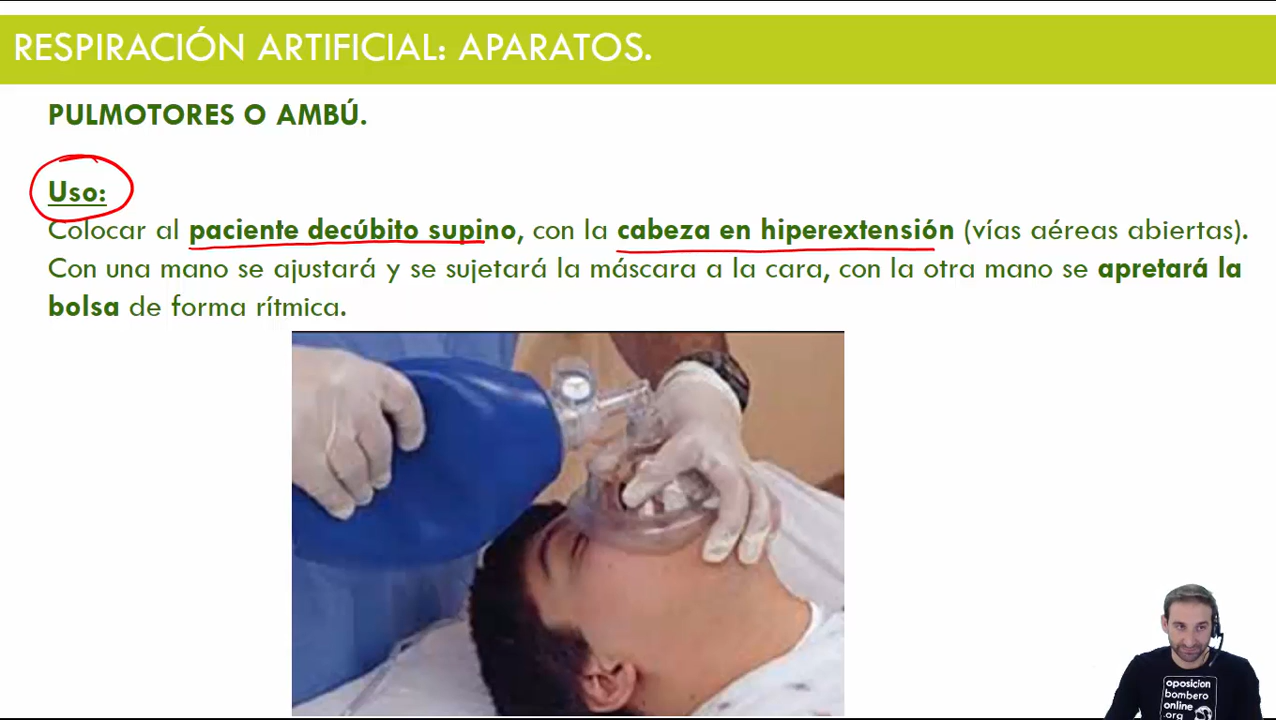 RESPIRACIÓN ARTIFICIAL: APARATOS.
PULMOTORES O AMBÚ.
Uso:
Colocar al paciente decúbito supino, con la cabeza en hiperextensión (vías aéreas abiertas).
Con una mano se ajustará y se sujetará la máscara a la cara, con la otra mano se apretará la
bolsa de forma rítmica.
oposicion
bombero
online
.org